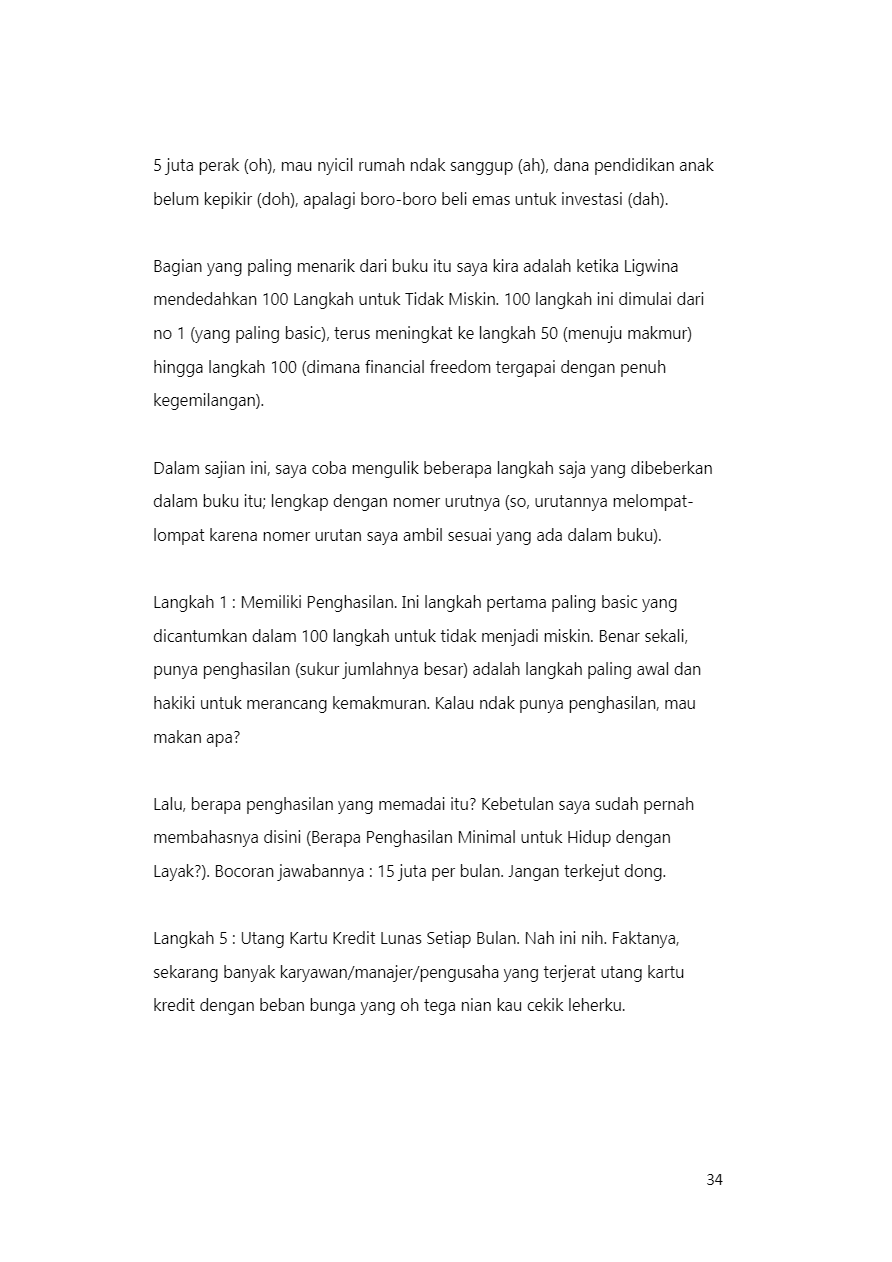 5 juta perak (oh), mau nyicil rumah ndak sanggup (ah), dana pendidikan anak
belum kepikir (doh), apalagi boro-boro beli emas untuk investasi (dah).
Bagian yang paling menarik dari buku itu saya kira adalah ketika Ligwina
mendedahkan 100 Langkah untuk Tidak Miskin. 100 langkah ini dimulai dari
no 1 (yang paling basic), terus meningkat ke langkah 50 (menuju makmur)
hingga langkah 100 (dimana financial freedom tergapai dengan penuh
kegemilangan).
Dalam sajian ini, saya coba mengulik beberapa langkah saja yang dibeberkan
dalam buku itu; lengkap dengan nomer urutnya (so, urutannya melompat-
lompat karena nomer urutan saya ambil sesuai yang ada dalam buku).
Langkah 1 : Memiliki Penghasilan. Ini langkah pertama paling basic yang
dicantumkan dalam 100 langkah untuk tidak menjadi miskin. Benar sekali,
punya penghasilan (sukur jumlahnya besar) adalah langkah paling awal dan
hakiki untuk merancang kemakmuran. Kalau ndak punya penghasilan, mau
makan apa?
Lalu, berapa penghasilan yang memadai itu? Kebetulan saya sudah pernah
membahasnya disini (Berapa Penghasilan Minimal untuk Hidup dengan
Layak?). Bocoran jawabannya : 15 juta per bulan. Jangan terkejut dong.
Langkah 5 : Utang Kartu Kredit Lunas Setiap Bulan. Nah ini nih. Faktanya,
sekarang banyak karyawan/manajer/pengusaha yang terjerat utang kartu
kredit dengan beban bunga yang oh tega nian kau cekik leherku.
34